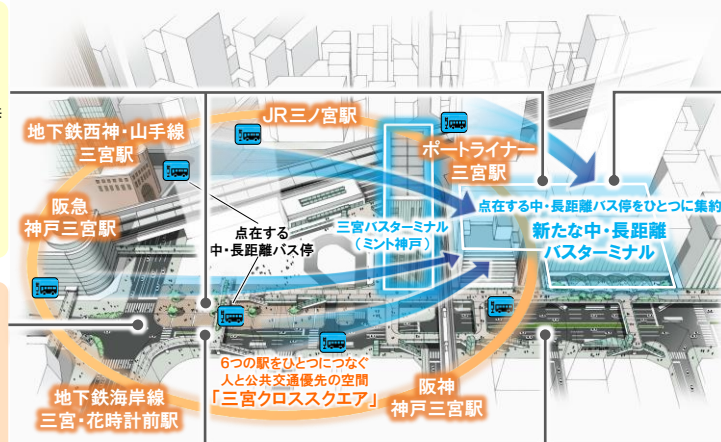 JR三ノ宮駅
地下鉄西神・山手線
三宮駅
ポートライナー
三宮駅
阪急
神戸三宮駅
点在する
中・長距離バス停
三宮バスターミナル
（ミント神戸）
点在する中・長距離バス停をひとつに集約
新たな中・長距離
バスターミナル
6つの駅をひとつにつなぐ
人と公共交通優先の空間
「三宮クロススクエア」
地下鉄海岸線
三宮・花時計前駅
阪神
神戸三宮駅